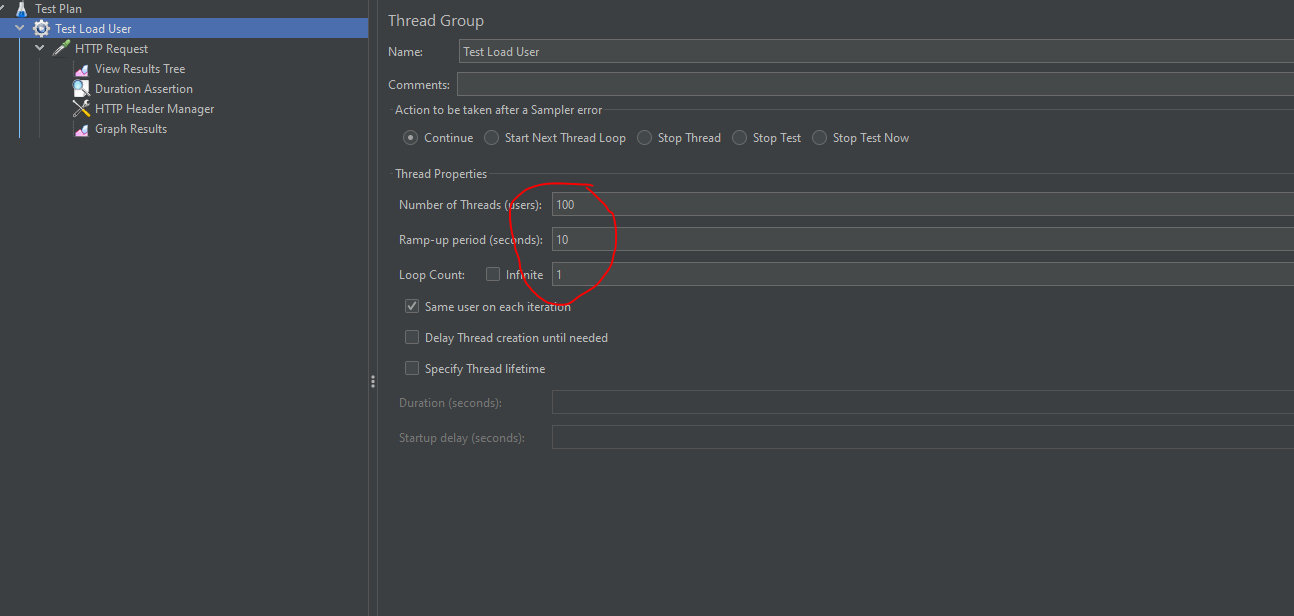 Test Plan
Test Load User
HTTP Request
View Results Tree
Duration Assertion
HTTP Header Manager
Graph Results
Thread Group
Name: Test Load User
Comments:
Action to be taken after a Sampler error
Continue Start Next Thread Loop Stop Thread Stop Test Stop Test Now
Thread Properties
Number of Threads (users): 100
Ramp-up period (seconds): 10
Loop Count: Infinite 1
Same user on each iteration
Delay Thread creation until needed
Specify Thread lifetime
Duration (seconds):
Startup delay (seconds):